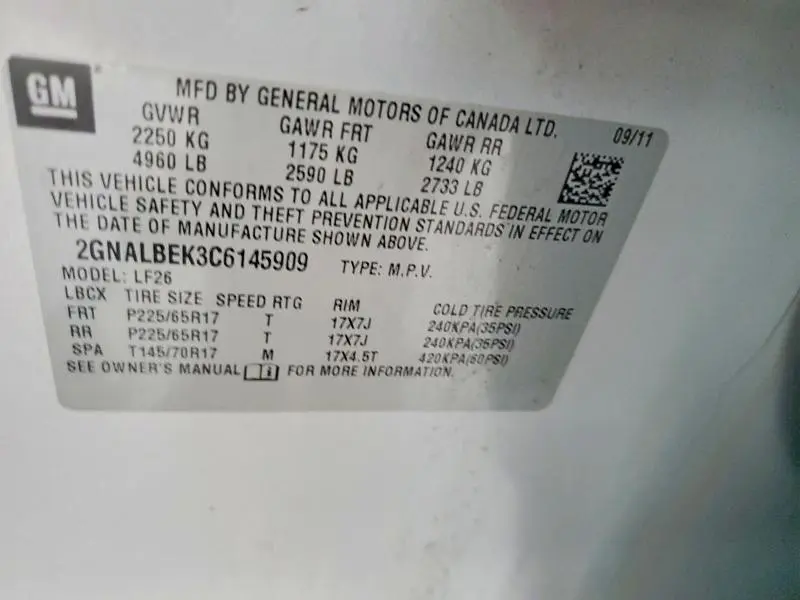 GM
MFD BY GENERAL MOTORS OF CANADA LTD. 09/11
GVWR GAWR FRT GAWR RR
2250 KG 1175 KG 1240 KG
4960 LB 2590 LB 2733 LB
THIS VEHICLE CONFORMS TO ALL APPLICABLE U.S. FEDERAL MOTOR
VEHICLE SAFETY AND THEFT PREVENTION STANDARDS IN EFFECT ON
THE DATE OF MANUFACTURE SHOWN ABOVE.
2GNALBEK3C6145909 TYPE: M.P.V.
MODEL: LF26
LBCX TIRE SIZE SPEED RTG RIM COLD TIRE PRESSURE
FRT P225/65R17 T 17X7J 240KPA(35PSI)
RR P225/65R17 T 17X7J 240KPA(35PSI)
SPA T145/70R17 M 17X4.5T 420KPA(60PSI)
SEE OWNER'S MANUAL i FOR MORE INFORMATION.